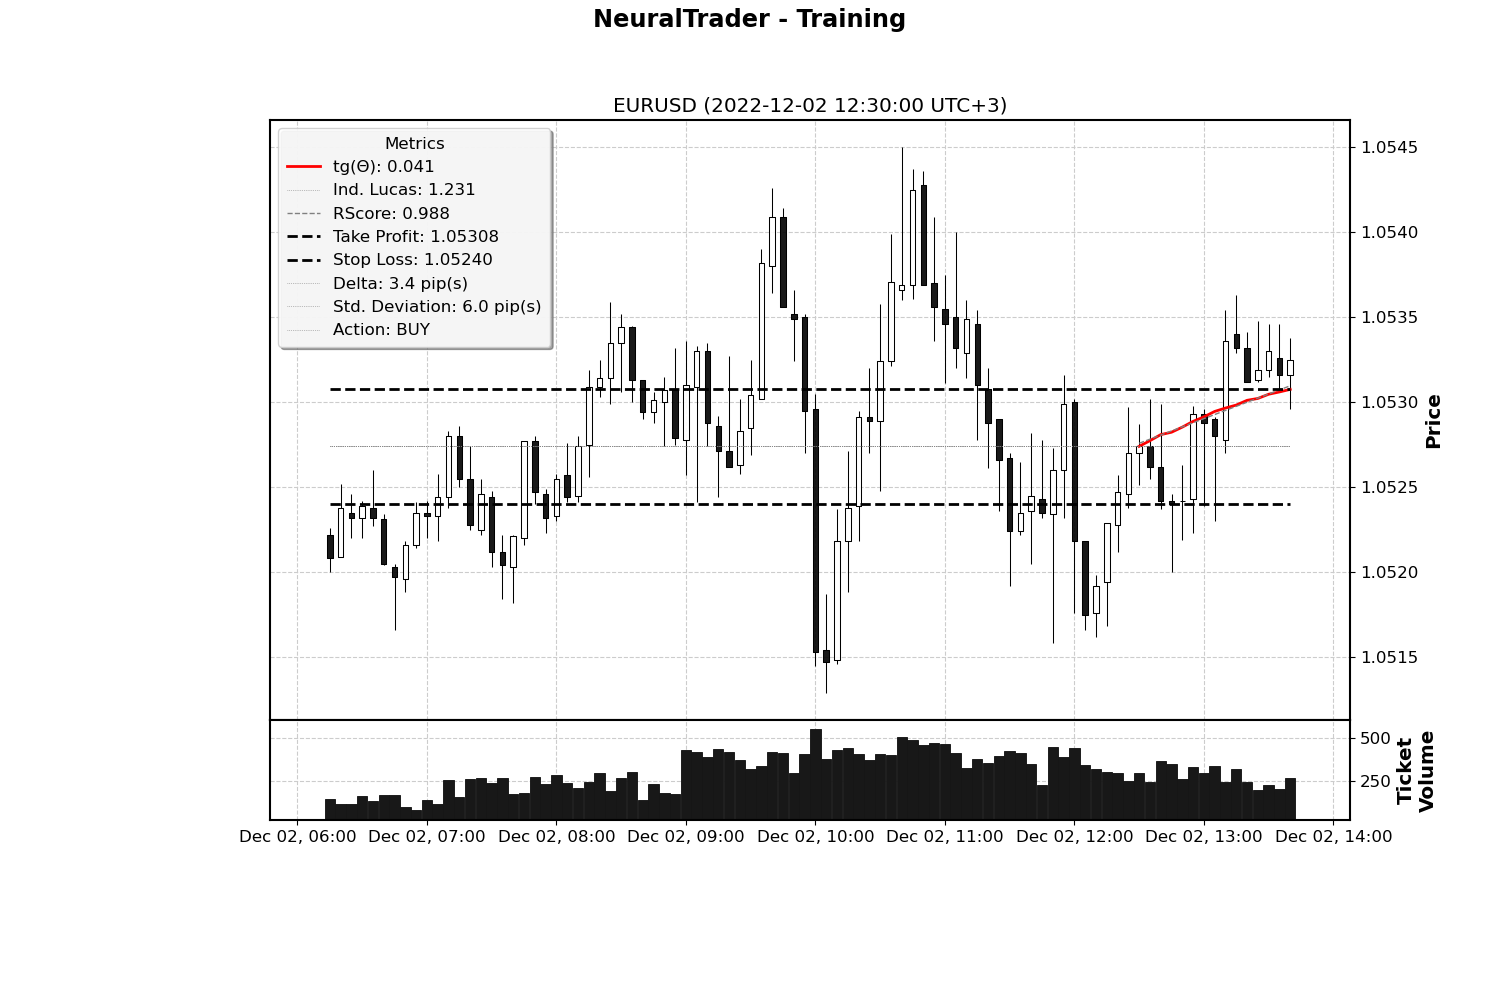 NeuralTrader - Training
EURUSD (2022-12-02 12:30:00 UTC+3)
Metrics
tg(Θ): 0.041
Ind. Lucas: 1.231
RScore: 0.988
Take Profit: 1.05308
Stop Loss: 1.05240
Delta: 3.4 pip(s)
Std. Deviation: 6.0 pip(s)
Action: BUY
1.0545
1.0540
1.0535
1.0530
1.0525
1.0520
1.0515
Price
500
250
Ticket
Volume
Dec 02, 06:00
Dec 02, 07:00
Dec 02, 08:00
Dec 02, 09:00
Dec 02, 10:00
Dec 02, 11:00
Dec 02, 12:00
Dec 02, 13:00
Dec 02, 14:00